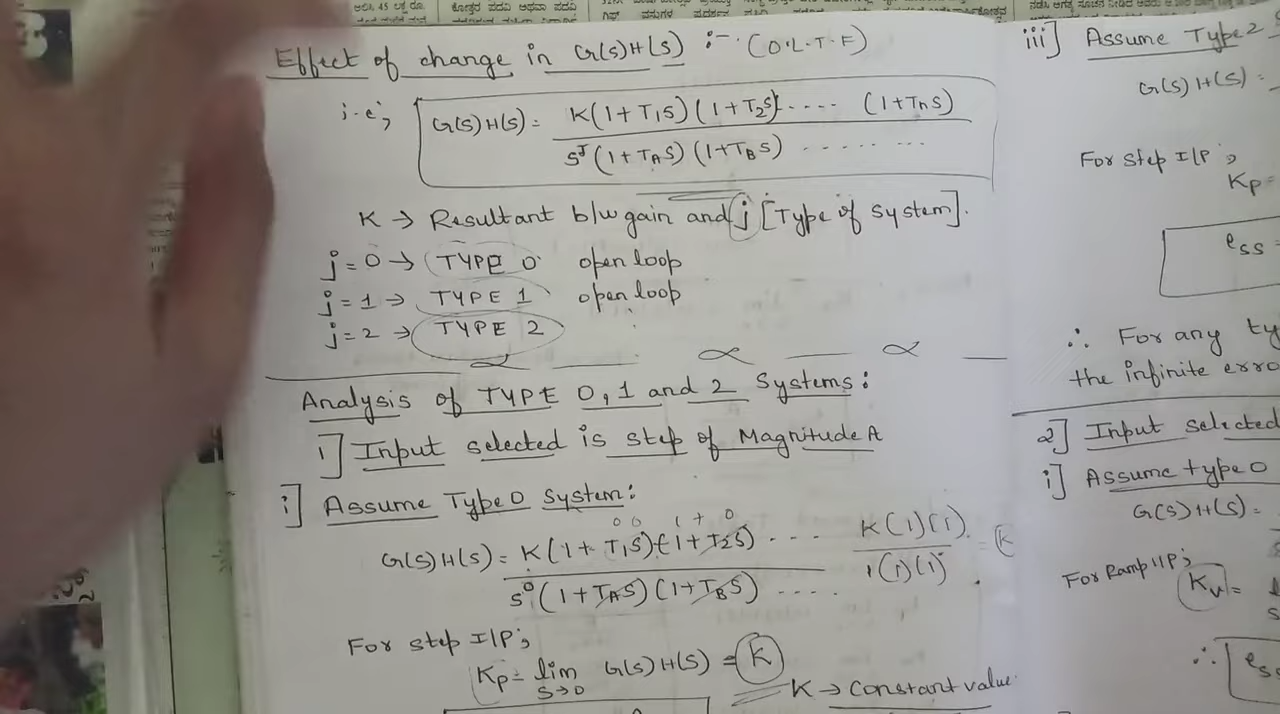 Effect of change in G(s)H(s) :- (O.L.T.F)
i.e; G(s)H(s) = K(1+T1S)(1+T2S) .... (1+TnS)
S^J (1+TAS)(1+TBS) ........
K → Resultant b/w gain and j [Type of system].
j=0 → TYPE 0 open loop
j=1 → TYPE 1 open loop
j=2 → TYPE 2
Analysis of TYPE 0,1 and 2 Systems:
1] Input selected is step of Magnitude A
i] Assume Type 0 System:
0 0 1 + 0
G(s)H(s) = K(1+T1S)(1+T2S) ... K(1)(1) = K
S^0 (1+TAS)(1+TBS) .... 1(1)(1)
For step I/P;
Kp = lim G(s)H(s) = K
S→0
K → Constant value.
iii] Assume Type 2
G(s)H(s) =
For step I/P;
Kp =
ess =
∴ For any
the infinite
2] Input selected
i] Assume type 0
G(s)H(s) =
For Ramp I/P;
Kv =
∴